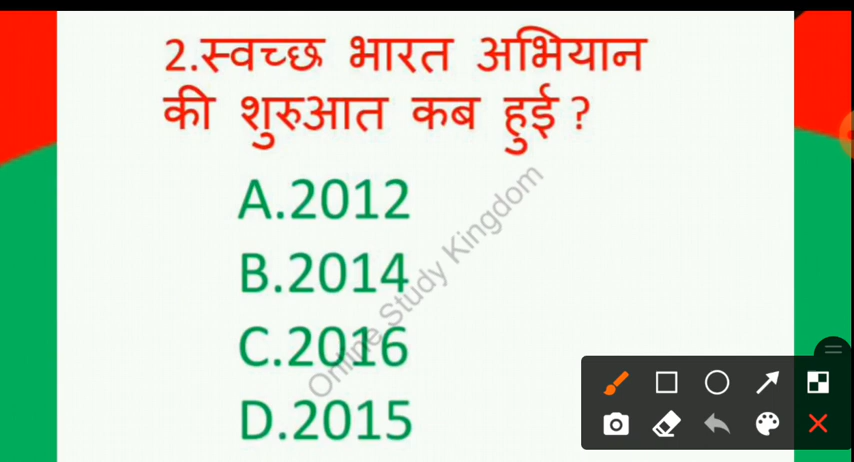 2.स्वच्छ भारत अभियान
की शुरुआत कब हुई ?
A.2012
B.2014
C.2016
D.2015
Online Study Kingdom